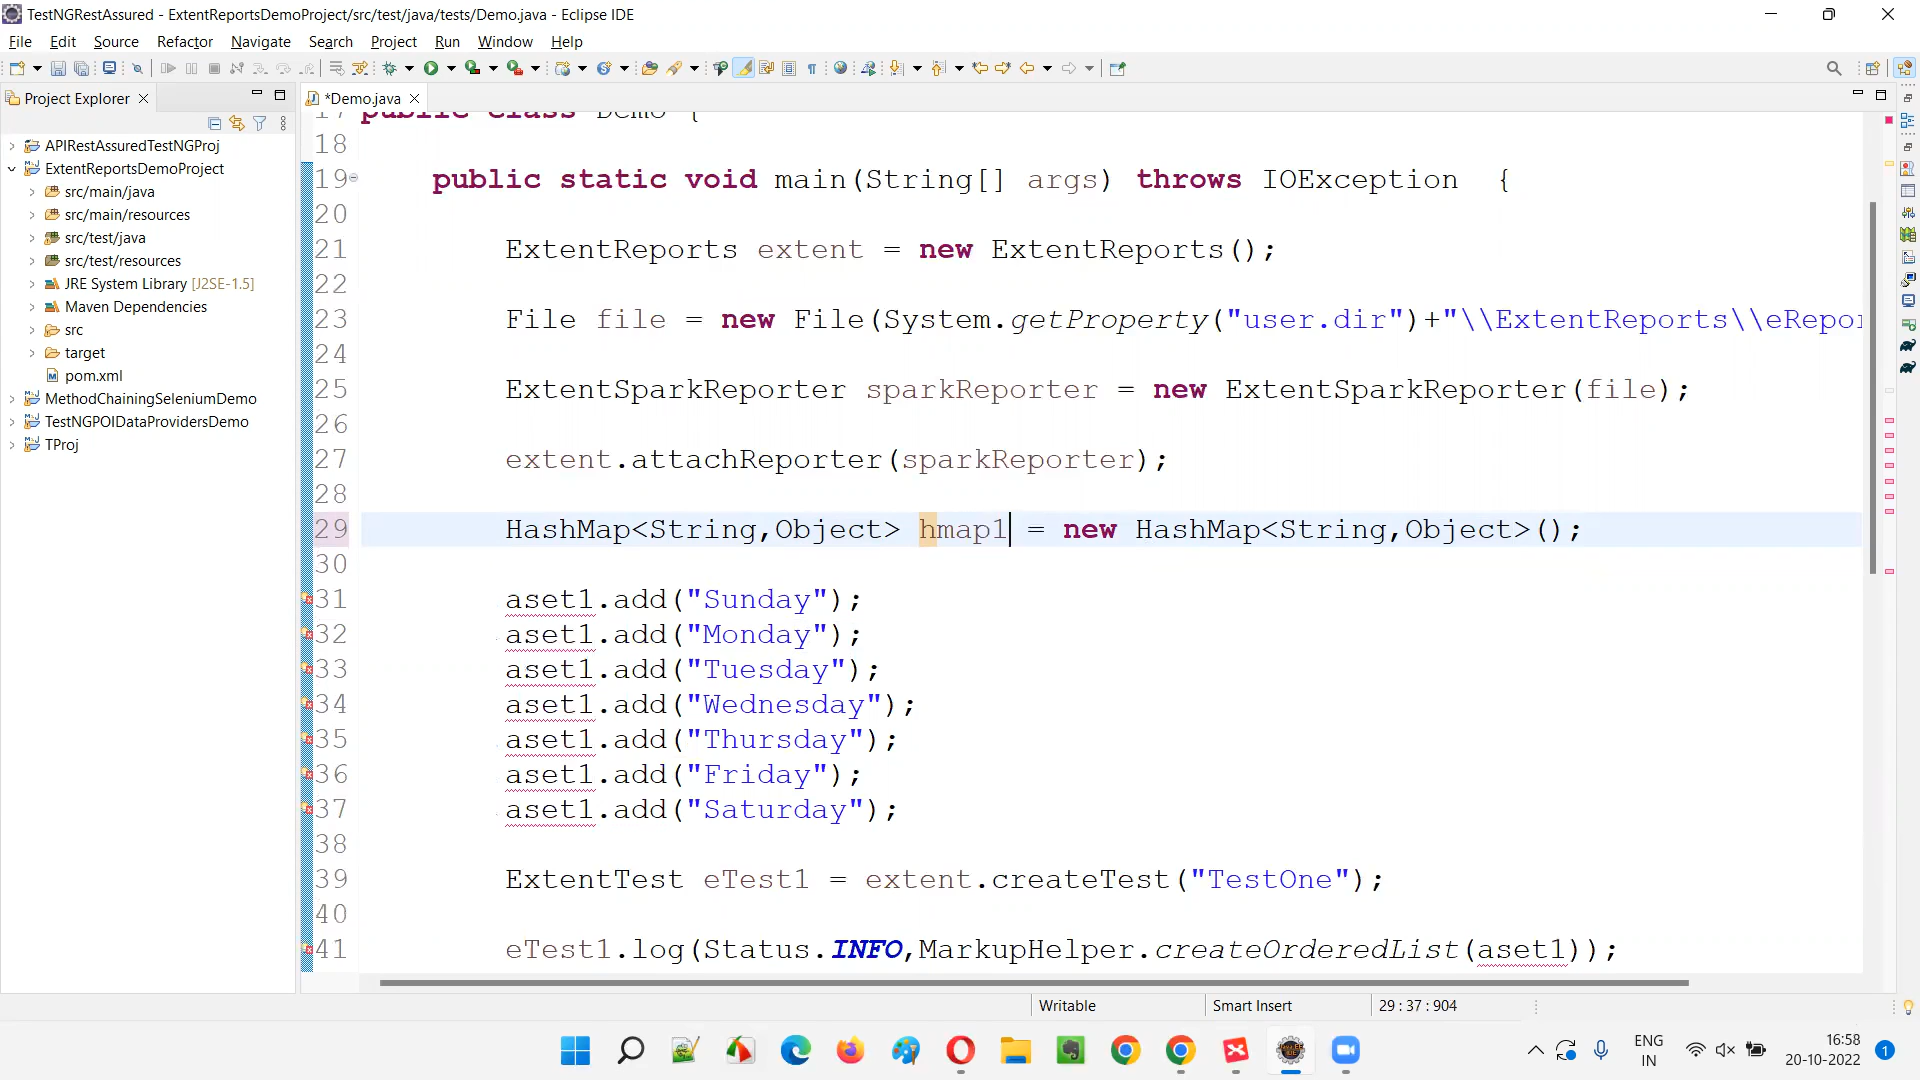 TestNGRestAssured - ExtentReportsDemoProject/src/test/java/tests/Demo.java - Eclipse IDE
File Edit Source Refactor Navigate Search Project Run Window Help
Project Explorer
*Demo.java
APIRestAssuredTestNGProj
ExtentReportsDemoProject
src/main/java
src/main/resources
src/test/java
src/test/resources
JRE System Library [J2SE-1.5]
Maven Dependencies
src
target
pom.xml
MethodChainingSeleniumDemo
TestNGPOIDataProvidersDemo
TProj
17 public class Demo {
18
19 public static void main(String[] args) throws IOException {
20
21 ExtentReports extent = new ExtentReports();
22
23 File file = new File(System.getProperty("user.dir")+"\\ExtentReports\\eRepor
24
25 ExtentSparkReporter sparkReporter = new ExtentSparkReporter(file);
26
27 extent.attachReporter(sparkReporter);
28
29 HashMap<String,Object> hmap1 = new HashMap<String,Object>();
30
31 aset1.add("Sunday");
32 aset1.add("Monday");
33 aset1.add("Tuesday");
34 aset1.add("Wednesday");
35 aset1.add("Thursday");
36 aset1.add("Friday");
37 aset1.add("Saturday");
38
39 ExtentTest eTest1 = extent.createTest("TestOne");
40
41 eTest1.log(Status.INFO,MarkupHelper.createOrderedList(aset1));
Writable Smart Insert 29 : 37 : 904
ENG
IN
16:58
20-10-2022
1